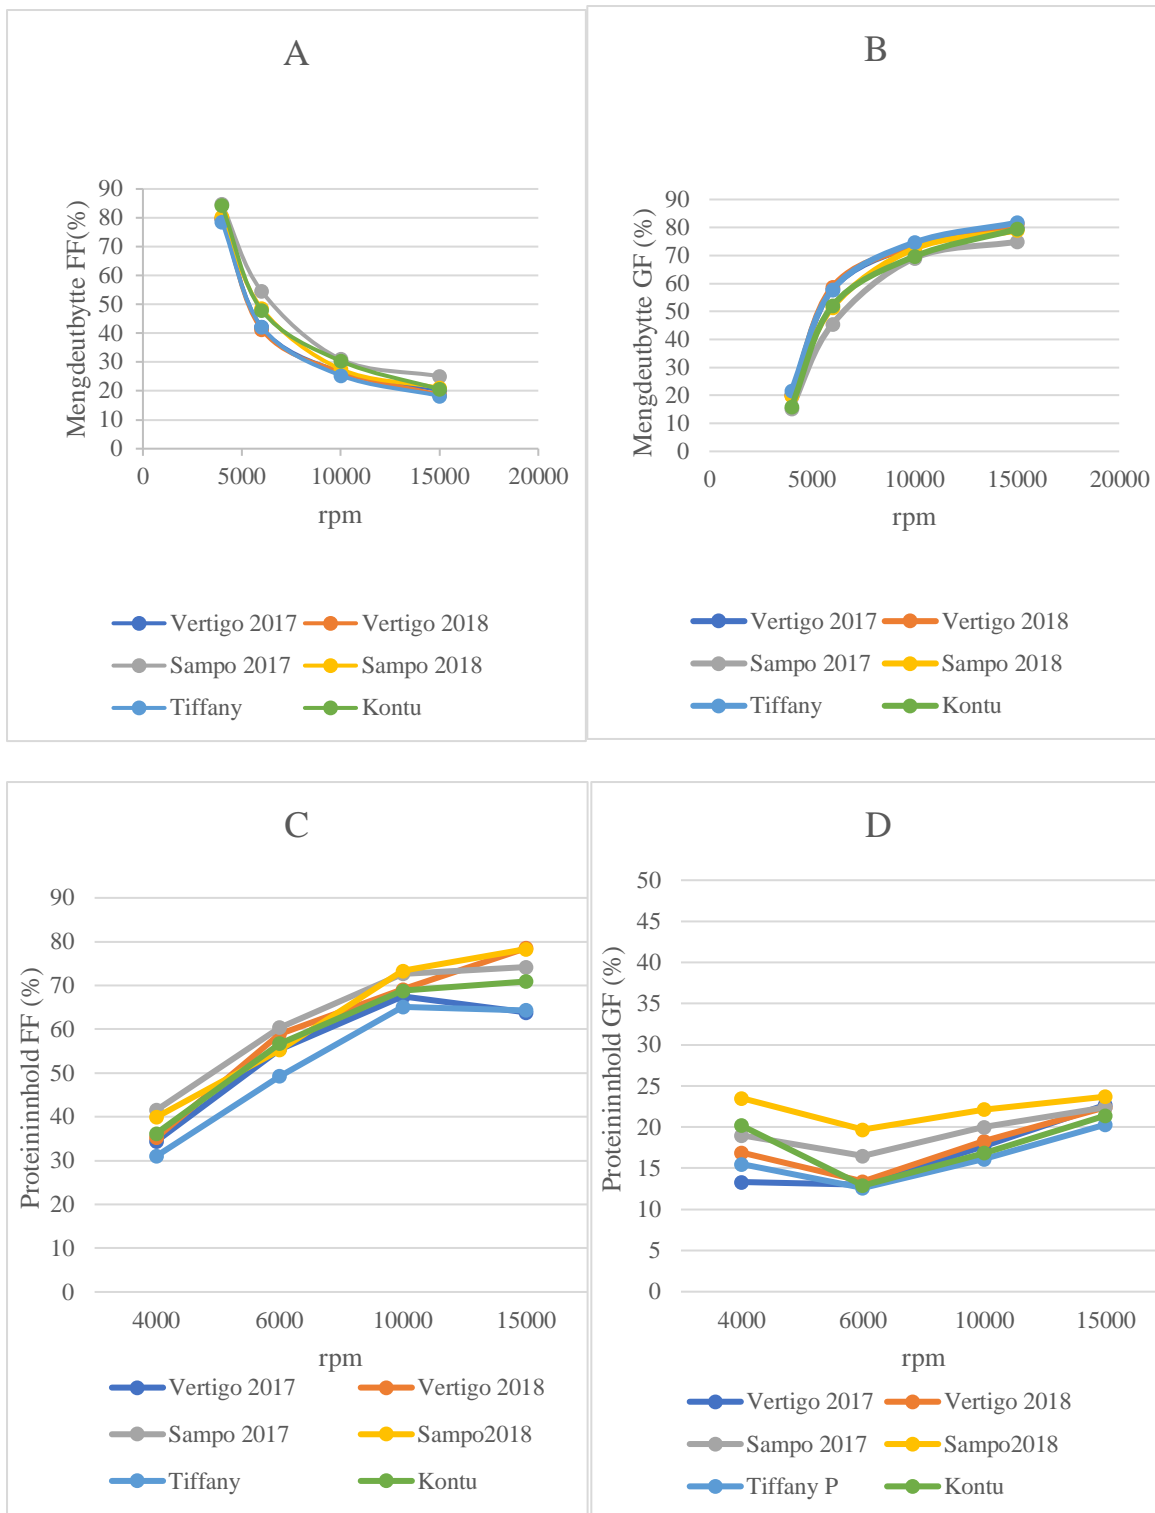 A
Mengdeutbytte FF(%)
90
80
70
60
50
40
30
20
10
0
0 5000 10000 15000 20000
rpm
Vertigo 2017 Vertigo 2018
Sampo 2017 Sampo 2018
Tiffany Kontu
B
Mengdeutbytte GF (%)
90
80
70
60
50
40
30
20
10
0
0 5000 10000 15000 20000
rpm
Vertigo 2017 Vertigo 2018
Sampo 2017 Sampo 2018
Tiffany Kontu
C
Proteininnhold FF (%)
90
80
70
60
50
40
30
20
10
0
4000 6000 10000 15000
rpm
Vertigo 2017 Vertigo 2018
Sampo 2017 Sampo2018
Tiffany Kontu
D
Proteininnhold GF (%)
50
45
40
35
30
25
20
15
10
5
0
4000 6000 10000 15000
rpm
Vertigo 2017 Vertigo 2018
Sampo 2017 Sampo2018
Tiffany P Kontu